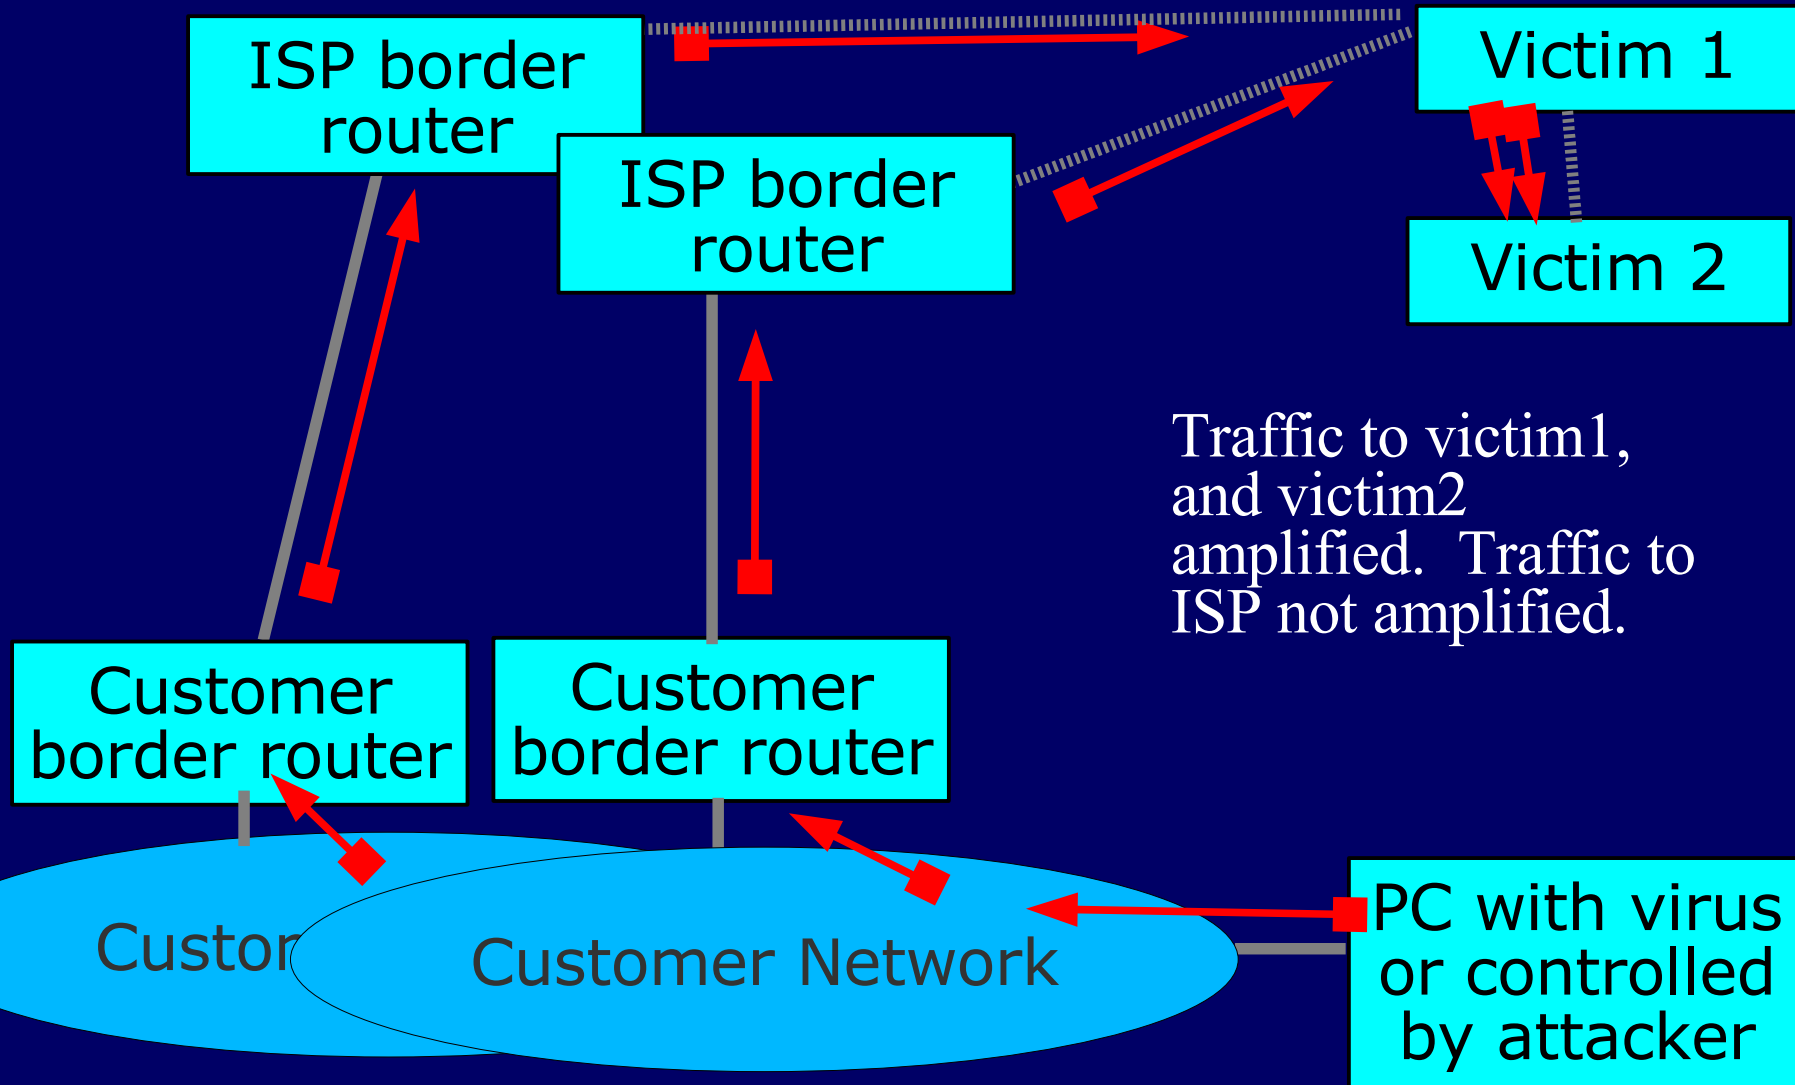 ISP border
router
Victim 1
ISP border
router
Victim 2
Traffic to victim1,
and victim2
amplified.  Traffic to
ISP not amplified.
Customer
border router
Customer
border router
Custor
Customer Network
PC with virus
or controlled
by attacker